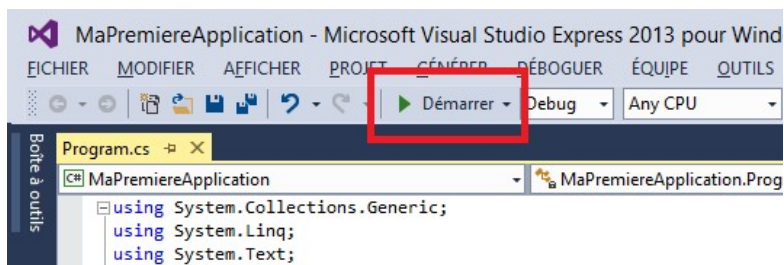 MaPremiereApplication - Microsoft Visual Studio Express 2013 pour Wind
FICHIER MODIFIER AFFICHER PROJET GÉNÉRER DÉBOGUER ÉQUIPE OUTILS
Démarrer Debug Any CPU
Boîte à outils
Program.cs
C# MaPremiereApplication MaPremiereApplication.Prog
using System.Collections.Generic;
using System.Linq;
using System.Text;